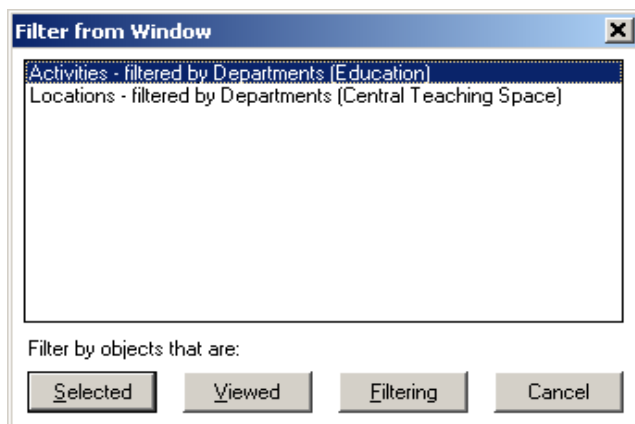 Filter from Window
Activities - filtered by Departments (Education)
Locations - filtered by Departments (Central Teaching Space)
Filter by objects that are:
Selected Viewed Filtering Cancel